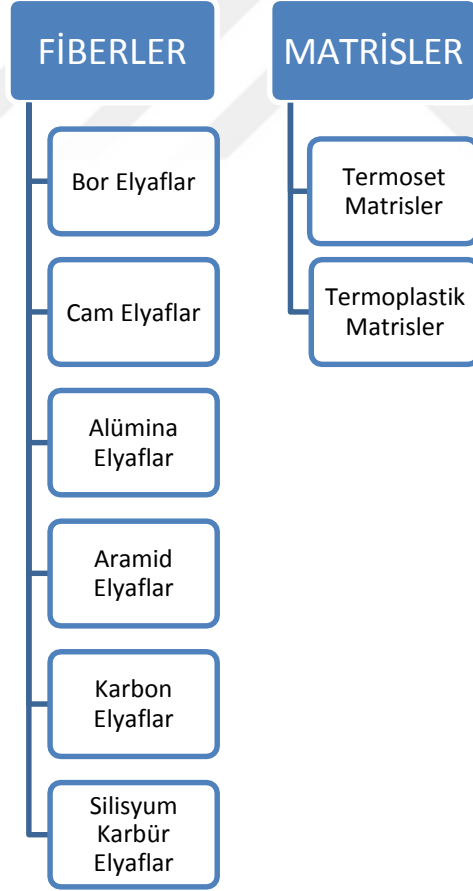 FİBERLER
Bor Elyaflar
Cam Elyaflar
Alümina
Elyaflar
Aramid
Elyaflar
Karbon
Elyaflar
Silisyum
Karbür
Elyaflar
MATRİSLER
Termoset
Matrisler
Termoplastik
Matrisler